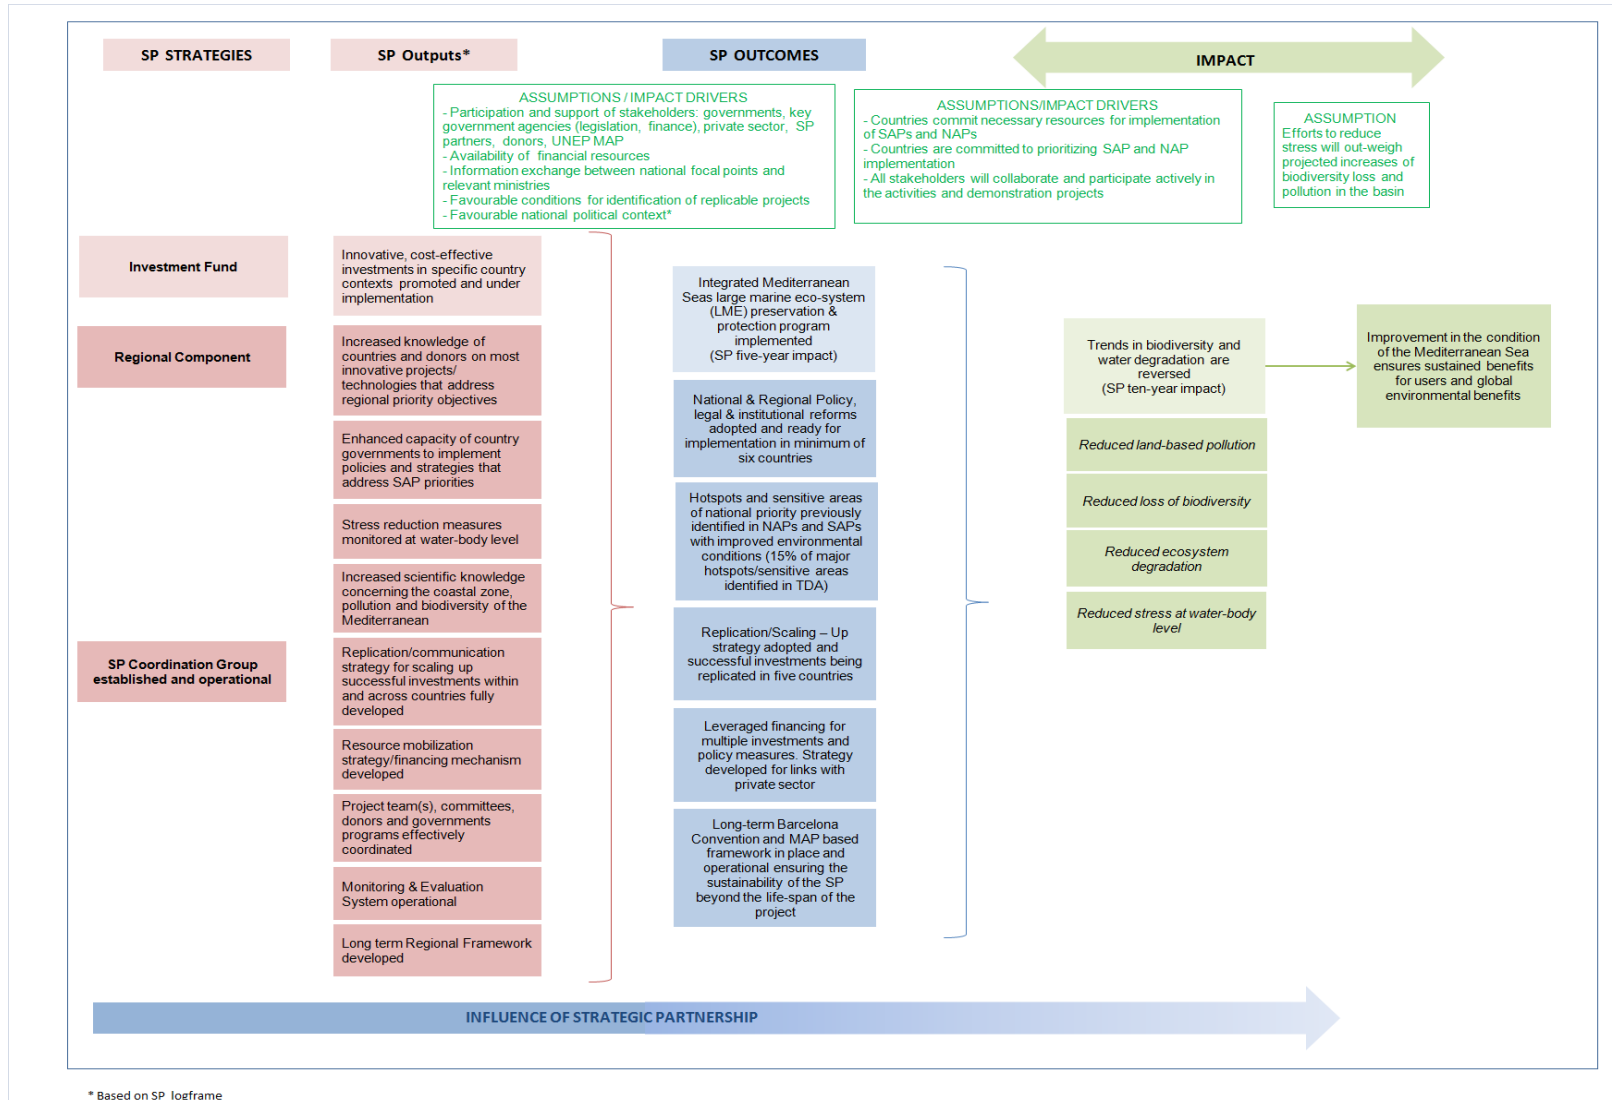 SP STRATEGIES
SP Outputs*
SP OUTCOMES
IMPACT
ASSUMPTIONS / IMPACT DRIVERS
- Participation and support of stakeholders: governments, key
government agencies (legislation, finance), private sector, SP
partners, donors, UNEP MAP
- Availability of financial resources
- Information exchange between national focal points and
relevant ministries
- Favourable conditions for identification of replicable projects
- Favourable national political context*
ASSUMPTIONS/IMPACT DRIVERS
- Countries commit necessary resources for implementation
of SAPs and NAPs
- Countries are committed to prioritizing SAP and NAP
implementation
- All stakeholders will collaborate and participate actively in
the activities and demonstration projects
ASSUMPTION
Efforts to reduce
stress will out-weigh
projected increases of
biodiversity loss and
pollution in the basin
Investment Fund
Regional Component
SP Coordination Group
established and operational
Innovative, cost-effective
investments in specific country
contexts promoted and under
implementation
Increased knowledge of
countries and donors on most
innovative projects/
technologies that address
regional priority objectives
Enhanced capacity of country
governments to implement
policies and strategies that
address SAP priorities
Stress reduction measures
monitored at water-body level
Increased scientific knowledge
concerning the coastal zone,
pollution and biodiversity of the
Mediterranean
Replication/communication
strategy for scaling up
successful investments within
and across countries fully
developed
Resource mobilization
strategy/financing mechanism
developed
Project team(s), committees,
donors and governments
programs effectively
coordinated
Monitoring & Evaluation
System operational
Long term Regional Framework
developed
Integrated Mediterranean
Seas large marine eco-system
(LME) preservation &
protection program
implemented
(SP five-year impact)
National & Regional Policy,
legal & institutional reforms
adopted and ready for
implementation in minimum of
six countries
Hotspots and sensitive areas
of national priority previously
identified in NAPs and SAPs
with improved environmental
conditions (15% of major
hotspots/sensitive areas
identified in TDA)
Replication/Scaling – Up
strategy adopted and
successful investments being
replicated in five countries
Leveraged financing for
multiple investments and
policy measures. Strategy
developed for links with
private sector
Long-term Barcelona
Convention and MAP based
framework in place and
operational ensuring the
sustainability of the SP
beyond the life-span of the
project
Trends in biodiversity and
water degradation are
reversed
(SP ten-year impact)
Reduced land-based pollution
Reduced loss of biodiversity
Reduced ecosystem
degradation
Reduced stress at water-body
level
Improvement in the condition
of the Mediterranean Sea
ensures sustained benefits
for users and global
environmental benefits
INFLUENCE OF STRATEGIC PARTNERSHIP
* Based on SP logframe